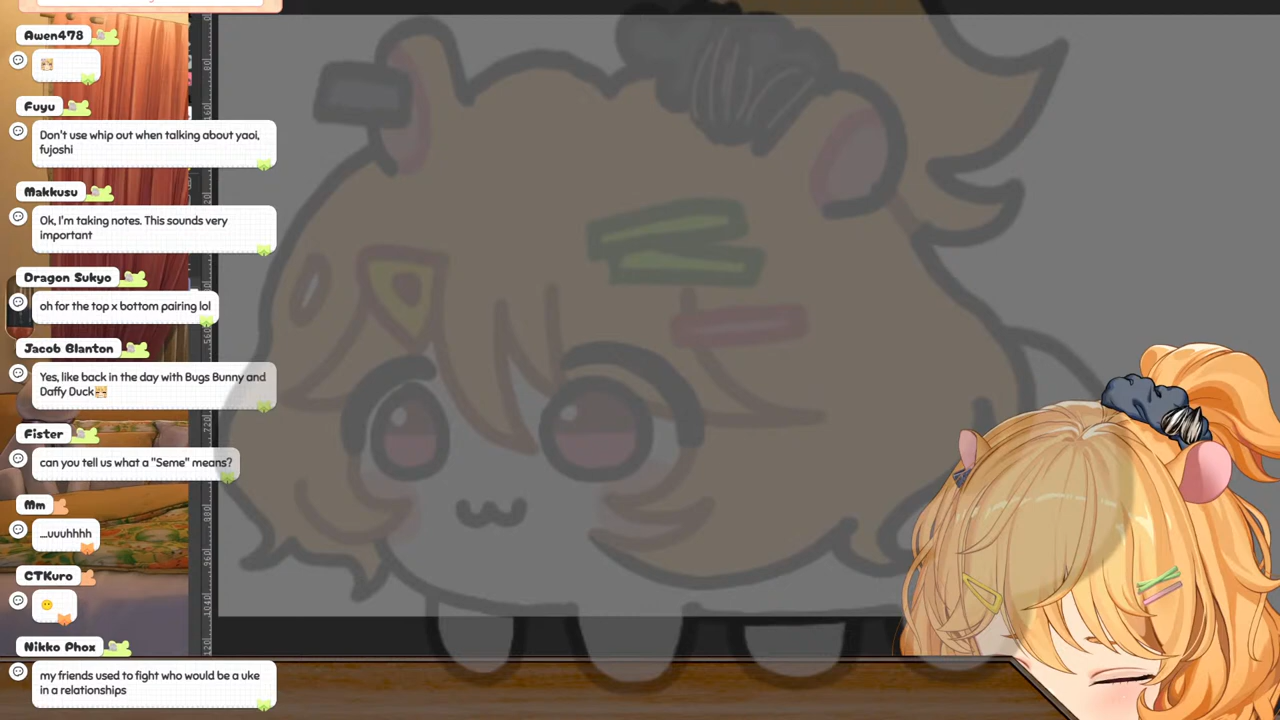 Awen478
Fuyu
Don't use whip out when talking about yaoi,
fujoshi
Makkusu
Ok, I'm taking notes. This sounds very
important
Dragon Sukyo
oh for the top x bottom pairing lol
Jacob Blanton
Yes, like back in the day with Bugs Bunny and
Daffy Duck
Fister
can you tell us what a "Seme" means?
Mm
...uuuhhhh
CTKuro
Nikko Phox
my friends used to fight who would be a uke
in a relationships